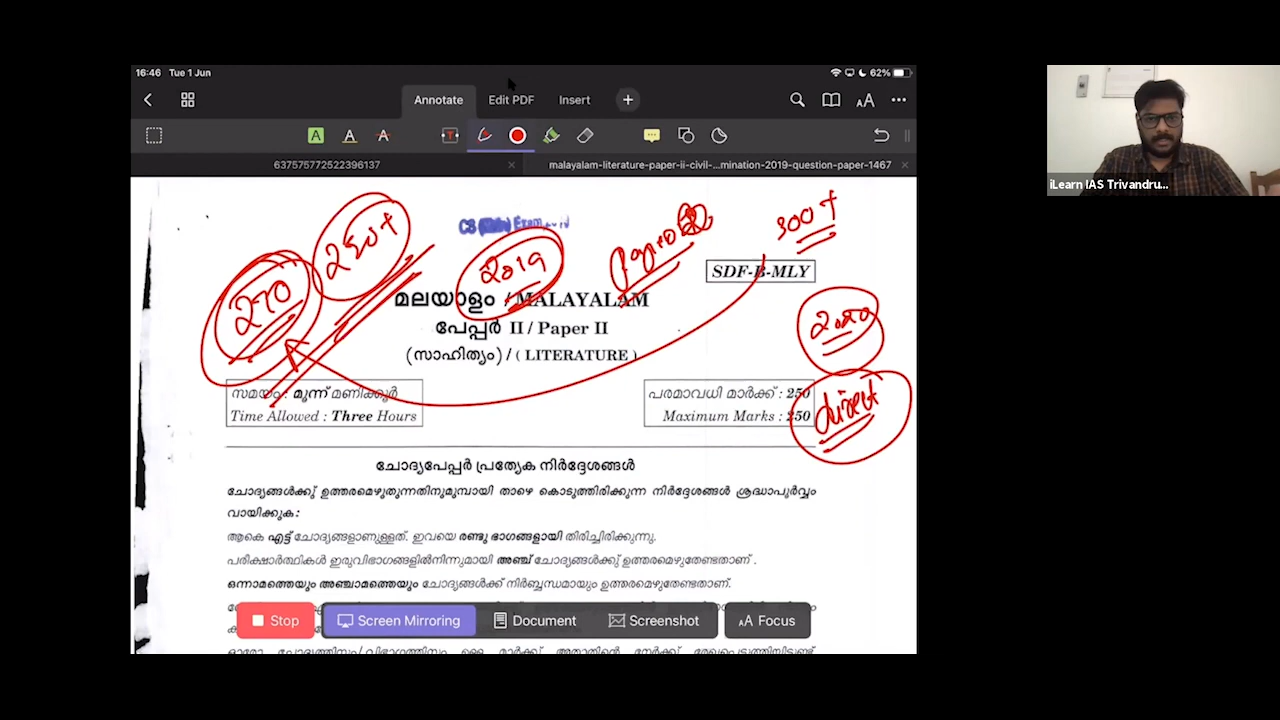 16:46 Tue 1 Jun
62%
Annotate Edit PDF Insert
637575772522396137
malayalam-literature-paper-ii-civil-...mination-2019-question-paper-1467
270
250+
2019
300+
SDF-B-MLY
മലയാളം / MALAYALAM
പേപ്പർ II / Paper II
(സാഹിത്യം) / ( LITERATURE )
direct
സമയം : മൂന്ന് മണിക്കൂർ
Time Allowed : Three Hours
പരമാവധി മാർക്ക് : 250
Maximum Marks : 250
ചോദ്യപേപ്പർ പ്രത്യേക നിർദ്ദേശങ്ങൾ
ചോദ്യങ്ങൾക്കു് ഉത്തരമെഴുതുന്നതിനുമുമ്പായി താഴെ കൊടുത്തിരിക്കുന്ന നിർദ്ദേശങ്ങൾ ശ്രദ്ധാപൂർവ്വം
വായിക്കുക :
ആകെ എട്ട് ചോദ്യങ്ങളാണുള്ളത്. ഇവയെ രണ്ടു ഭാഗങ്ങളായി തിരിച്ചിരിക്കുന്നു.
പരീക്ഷാർത്ഥികൾ ഇരുവിഭാഗങ്ങളിൽനിന്നുമായി അഞ്ച് ചോദ്യങ്ങൾക്കു് ഉത്തരമെഴുതേണ്ടതാണ് .
ഒന്നാമത്തെയും അഞ്ചാമത്തെയും ചോദ്യങ്ങൾക്ക് നിർബ്ബന്ധമായും ഉത്തരമെഴുതേണ്ടതാണ്.
Stop Screen Mirroring Document Screenshot AA Focus
iLearn IAS Trivandru...